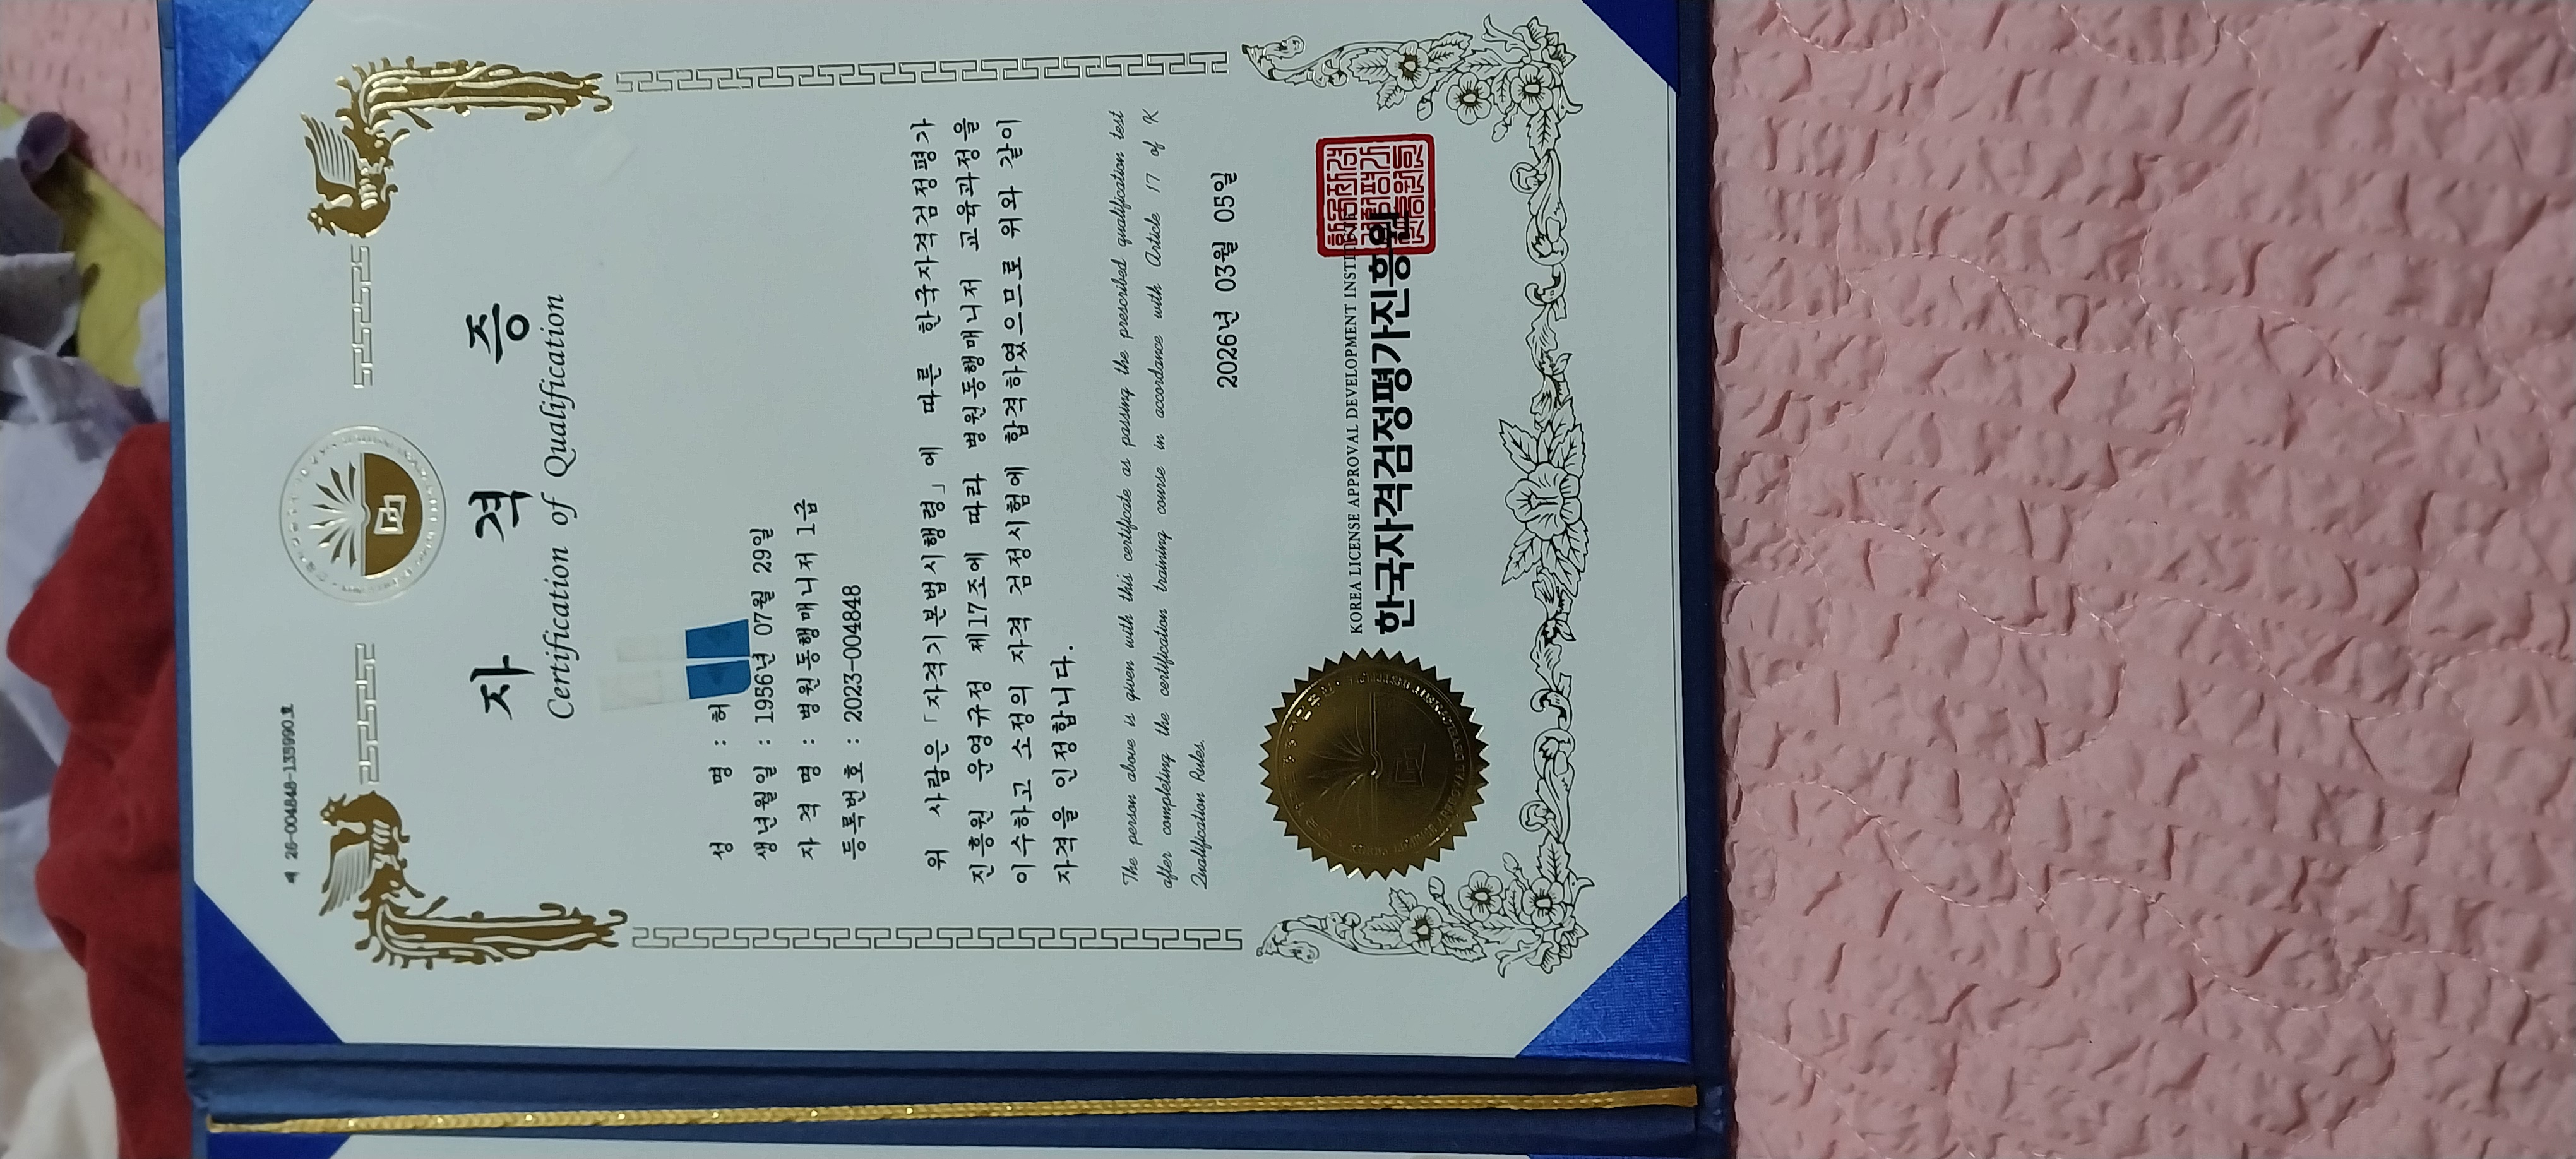 제 26-004848-135990호
자 격 증
Certification of Qualification
성 명 : 허
생년월일 : 1956년 07월 29일
자 격 명 : 병원동행매니저 1급
등록번호 : 2023-004848
위 사람은 「자격기본법시행령」에 따른 한국자격검정평가
진흥원 운영규정 제17조에 따라 병원동행매니저 교육과정을
이수하고 소정의 자격 검정시험에 합격하였으므로 위와 같이
자격을 인정합니다.
The person above is given with this certificate as passing the prescribed qualification test
after completing the certification training course in accordance with Article 17 of K
Qualification Rules.
2026년 03월 05일
KOREA LICENSE APPROVAL DEVELOPMENT
한국자격검정평가진흥원